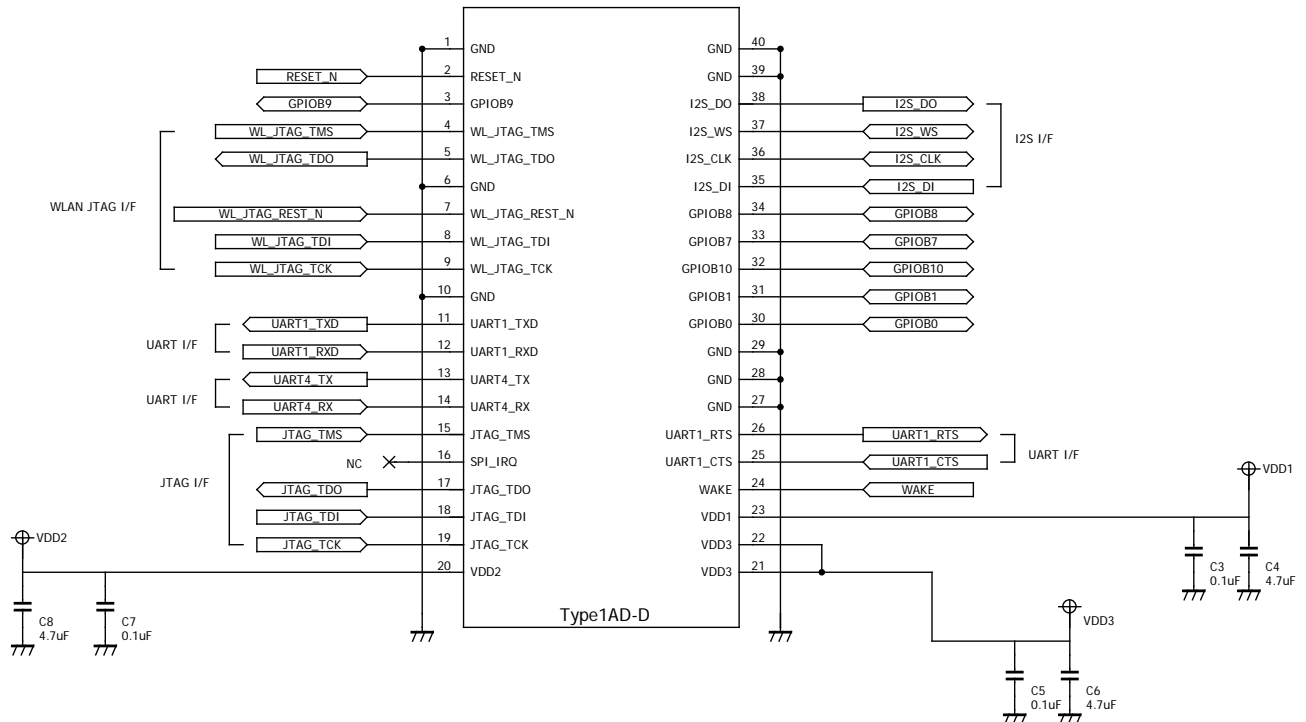 1 GND
GND 40
RESET_N 2 RESET_N
GND 39
GPIOB9 3 GPIOB9
I2S_DO 38 I2S_DO
WL_JTAG_TMS 4 WL_JTAG_TMS
I2S_WS 37 I2S_WS
I2S I/F
WL_JTAG_TDO 5 WL_JTAG_TDO
I2S_CLK 36 I2S_CLK
6 GND
I2S_DI 35 I2S_DI
WLAN JTAG I/F
WL_JTAG_REST_N 7 WL_JTAG_REST_N
GPIOB8 34 GPIOB8
WL_JTAG_TDI 8 WL_JTAG_TDI
GPIOB7 33 GPIOB7
WL_JTAG_TCK 9 WL_JTAG_TCK
GPIOB10 32 GPIOB10
10 GND
GPIOB1 31 GPIOB1
UART1_TXD 11 UART1_TXD
GPIOB0 30 GPIOB0
UART I/F
UART1_RXD 12 UART1_RXD
GND 29
UART4_TX 13 UART4_TX
GND 28
UART I/F
UART4_RX 14 UART4_RX
GND 27
JTAG_TMS 15 JTAG_TMS
UART1_RTS 26 UART1_RTS
UART I/F
NC 16 SPI_IRQ
UART1_CTS 25 UART1_CTS
JTAG I/F
JTAG_TDO 17 JTAG_TDO
WAKE 24 WAKE
VDD1
JTAG_TDI 18 JTAG_TDI
VDD1 23
VDD2
JTAG_TCK 19 JTAG_TCK
VDD3 22
20 VDD2
VDD3 21
C3
0.1uF
C4
4.7uF
Type1AD-D
C8
4.7uF
C7
0.1uF
VDD3
C5
0.1uF
C6
4.7uF